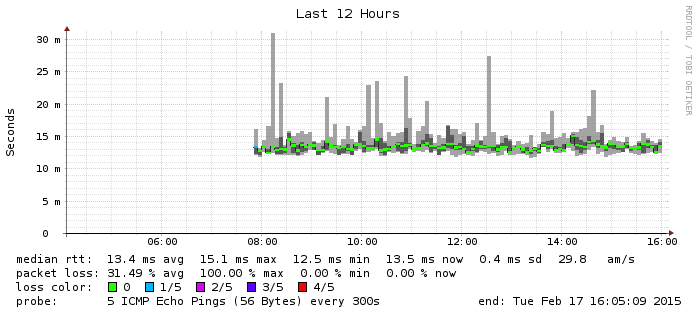 Last 12 Hours
RRDTOOL / TOBI OETIKER
Seconds
30 m
25 m
20 m
15 m
10 m
5 m
0
06:00 08:00 10:00 12:00 14:00 16:00
median rtt: 13.4 ms avg 15.1 ms max 12.5 ms min 13.5 ms now 0.4 ms sd 29.8 am/s
packet loss: 31.49 % avg 100.00 % max 0.00 % min 0.00 % now
loss color: 0 1/5 2/5 3/5 4/5
probe: 5 ICMP Echo Pings (56 Bytes) every 300s end: Tue Feb 17 16:05:09 2015